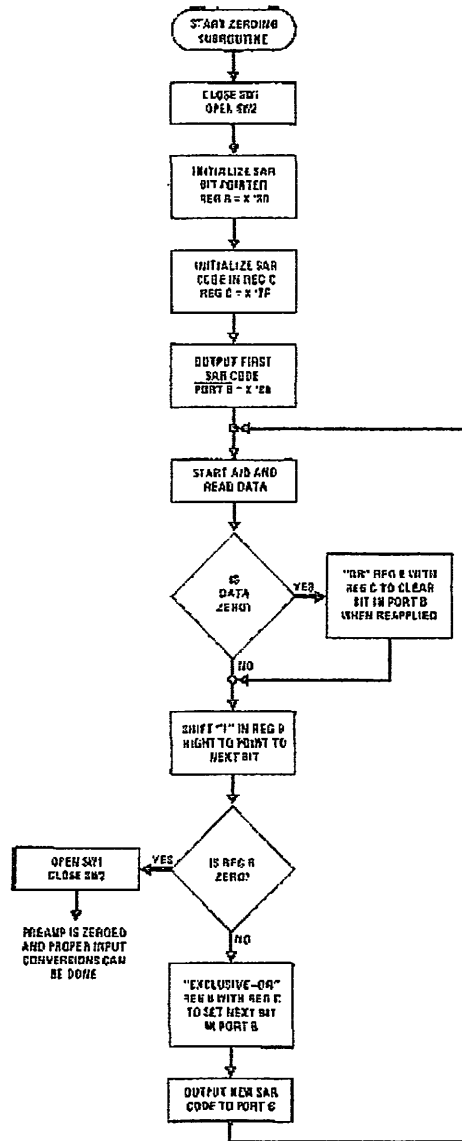 START ZEROING
SUBROUTINE
CLOSE SW1
OPEN SW2
INITIALIZE SAR
BIT POINTER
REG B = X '80
INITIALIZE SAR
CODE IN REG C
REG C = X '7F
OUTPUT FIRST
SAR CODE
PORT B = X
START A/D AND
READ DATA
IS
DATA
ZERO?
YES
"OR" REG B WITH
REG C TO CLEAR
BIT IN PORT B
WHEN REAPPLIED
NO
SHIFT "1" IN REG B
RIGHT TO POINT TO
NEXT BIT
IS REG B
ZERO?
YES
OPEN SW1
CLOSE SW2
PREAMP IS ZEROED
AND PROPER INPUT
CONVERSIONS CAN
BE DONE
NO
"EXCLUSIVE-OR"
REG B WITH REG C
TO SET NEXT BIT
IN PORT B
OUTPUT NEW SAR
CODE TO PORT